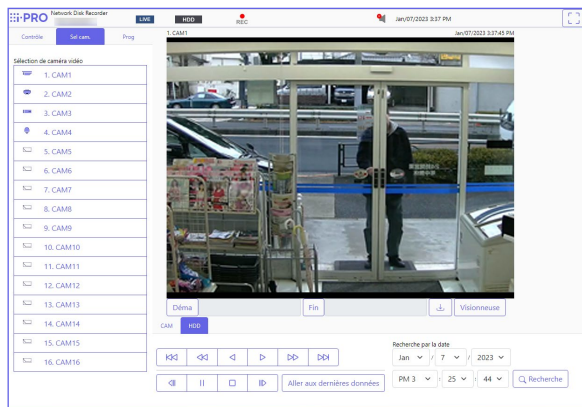 i-PRO Network Disk Recorder
LIVE
HDD
REC
Jan/07/2023 3:37 PM
Contrôle
Sel cam.
Prog
Sélection de caméra vidéo
1. CAM1
2. CAM2
3. CAM3
4. CAM4
5. CAM5
6. CAM6
7. CAM7
8. CAM8
9. CAM9
10. CAM10
11. CAM11
12. CAM12
13. CAM13
14. CAM14
15. CAM15
16. CAM16
1. CAM1
Jan/07/2023 3:37:45 PM
Déma
Fin
Visionneuse
CAM
HDD
Aller aux dernières données
Recherche par la date
Jan / 7 / 2023
PM 3 : 25 : 44
Recherche